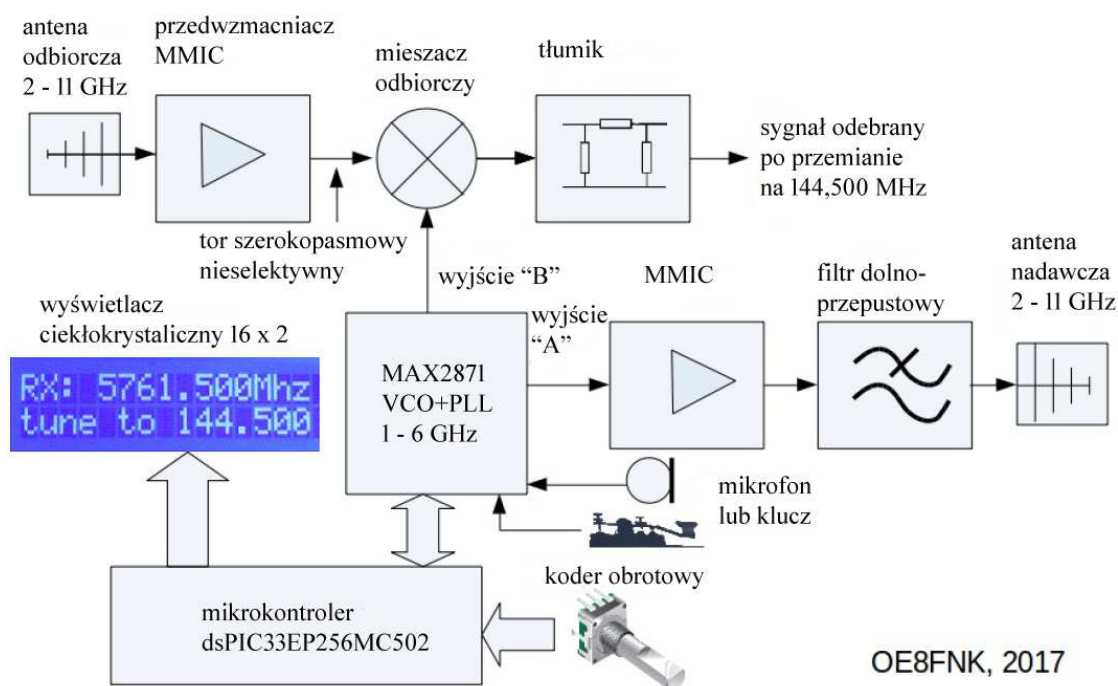 antena
odbiorcza
2 - 11 GHz
przedwzmacniacz
MMIC
mieszacz
odbiorczy
tłumik
sygnał odebrany
po przemianie
na 144,500 MHz
tor szerokopasmowy
nieselektywny
wyjście “B”
wyjście
“A”
MMIC
filtr dolno-
przepustowy
antena
nadawcza
2 - 11 GHz
wyświetlacz
ciekłokrystaliczny 16 x 2
RX: 5761.500Mhz
tune to 144.500
MAX2871
VCO+PLL
1 - 6 GHz
mikrofon
lub klucz
koder obrotowy
mikrokontroler
dsPIC33EP256MC502
OE8FNK, 2017